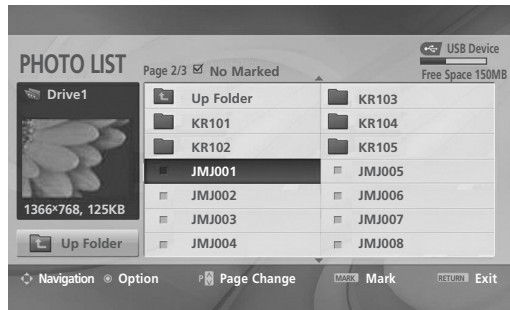 USB Device
PHOTO LIST
Page 2/3 No Marked
Free Space 150MB
Drive1
1366×768, 125KB
Up Folder
Up Folder KR103
KR101 KR104
KR102 KR105
JMJ001 JMJ005
JMJ002 JMJ006
JMJ003 JMJ007
JMJ004 JMJ008
Navigation Option P Page Change MARK Mark RETURN Exit